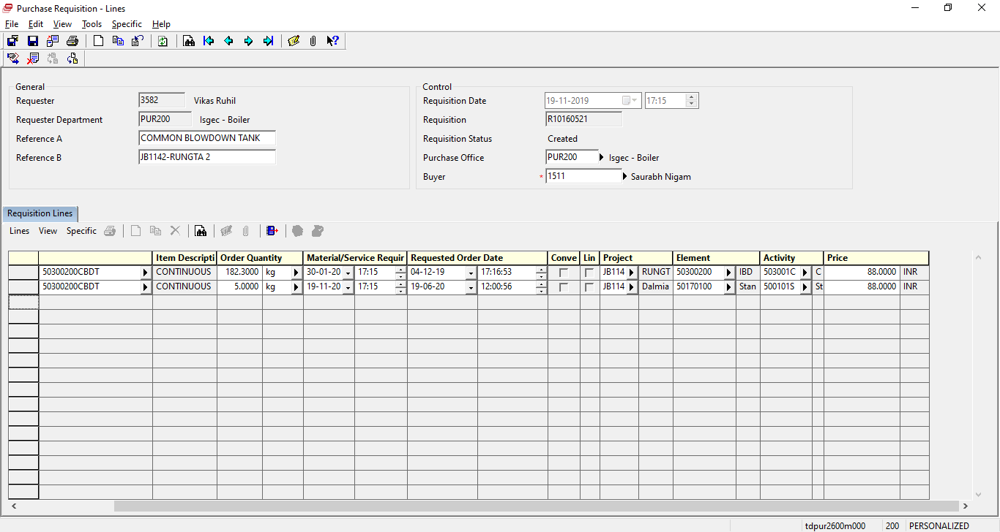 Purchase Requisition - Lines
File Edit View Tools Specific Help
General
Requester 3582 Vikas Ruhil
Requester Department PUR200 Isgec - Boiler
Reference A COMMON BLOWDOWN TANK
Reference B JB1142-RUNGTA 2
Control
Requisition Date 19-11-2019 17:15
Requisition R10160521
Requisition Status Created
Purchase Office PUR200 Isgec - Boiler
Buyer * 1511 Saurabh Nigam
Requisition Lines
Lines View Specific
Item Descripti Order Quantity Material/Service Requir Requested Order Date Conve Lin Project Element Activity Price
50300200CBDT CONTINUOUS 182.3000 kg 30-01-20 17:15 04-12-19 17:16:53 JB114 RUNGT 50300200 IBD 503001C C 88.0000 INR
50300200CBDT CONTINUOUS 5.0000 kg 19-11-20 17:15 19-06-20 12:00:56 JB114 Dalmia 50170100 Stan 500101S St 88.0000 INR
tdpur2600m000 200 PERSONALIZED